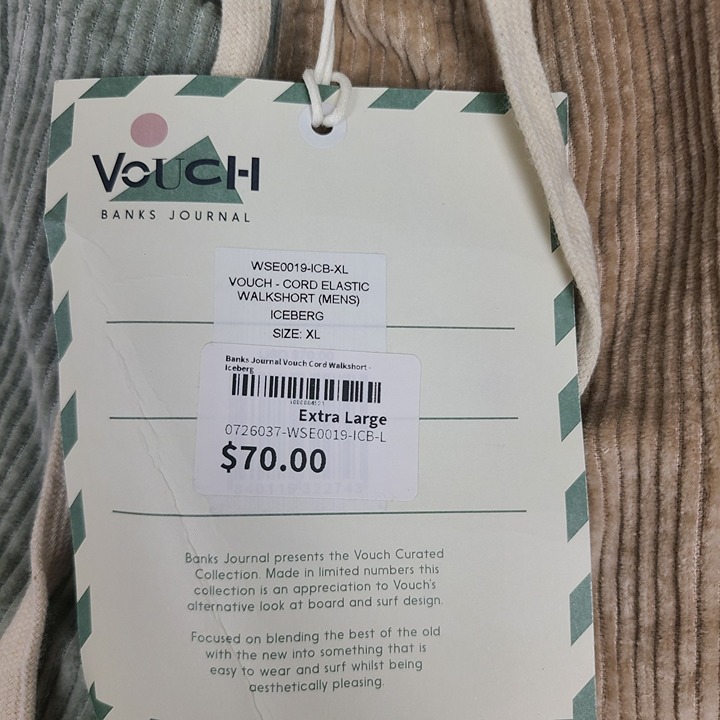 VOUCH
BANKS JOURNAL
WSE0019-ICB-XL
VOUCH - CORD ELASTIC
WALKSHORT (MENS)
ICEBERG
SIZE: XL
Banks Journal Vouch Cord Walkshort -
Iceberg
Extra Large
0726037-WSE0019-ICB-L
$70.00
Banks Journal presents the Vouch Curated
Collection. Made in limited numbers this
collection is an appreciation to Vouch's
alternative look at board and surf design.
Focused on blending the best of the old
with the new into something that is
easy to wear and surf whilst being
aesthetically pleasing.